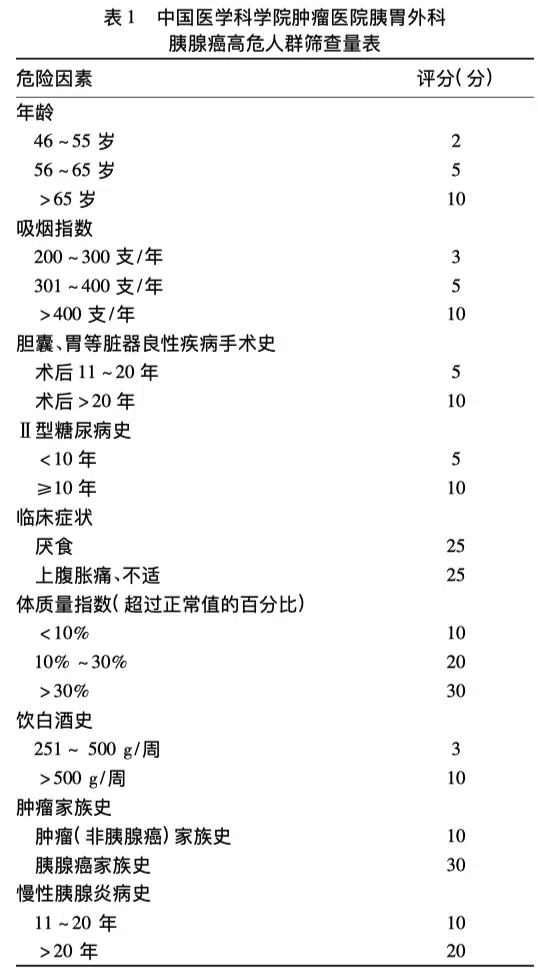 表1 中国医学科学院肿瘤医院胰胃外科
胰腺癌高危人群筛查量表
危险因素 评分(分)
年龄
46~55 岁 2
56~65 岁 5
>65 岁 10
吸烟指数
200~300 支/年 3
301~400 支/年 5
>400 支/年 10
胆囊、胃等脏器良性疾病手术史
术后 11~20 年 5
术后 >20 年 10
Ⅱ型糖尿病史
<10 年 5
≥10 年 10
临床症状
厌食 25
上腹胀痛、不适 25
体质量指数(超过正常值的百分比)
<10% 10
10% ~30% 20
>30% 30
饮白酒史
251~ 500 g/周 3
>500 g/周 10
肿瘤家族史
肿瘤(非胰腺癌)家族史 10
胰腺癌家族史 30
慢性胰腺炎病史
11~20 年 10
>20 年 20